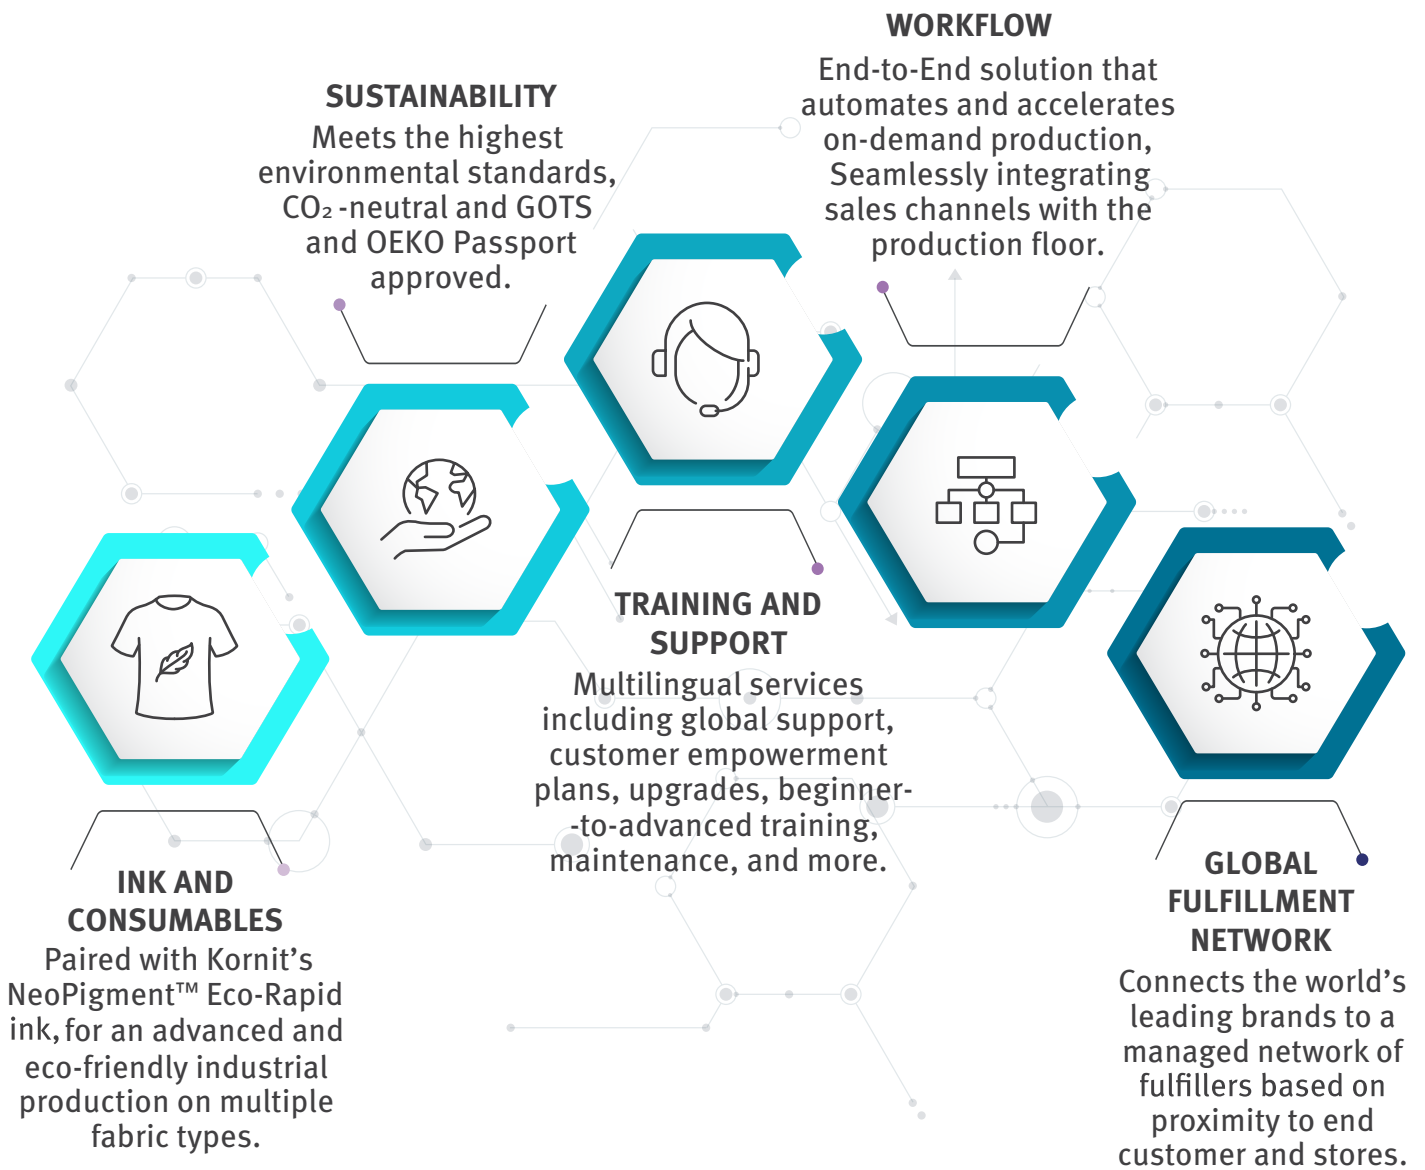 WORKFLOW
End-to-End solution that
automates and accelerates
on-demand production,
Seamlessly integrating
sales channels with the
production floor.
SUSTAINABILITY
Meets the highest
environmental standards,
CO₂ -neutral and GOTS
and OEKO Passport
approved.
TRAINING AND
SUPPORT
Multilingual services
including global support,
customer empowerment
plans, upgrades, beginner-
-to-advanced training,
maintenance, and more.
INK AND
CONSUMABLES
Paired with Kornit’s
NeoPigment™ Eco-Rapid
ink, for an advanced and
eco-friendly industrial
production on multiple
fabric types.
GLOBAL
FULFILLMENT
NETWORK
Connects the world’s
leading brands to a
managed network of
fulfillers based on
proximity to end
customer and stores.